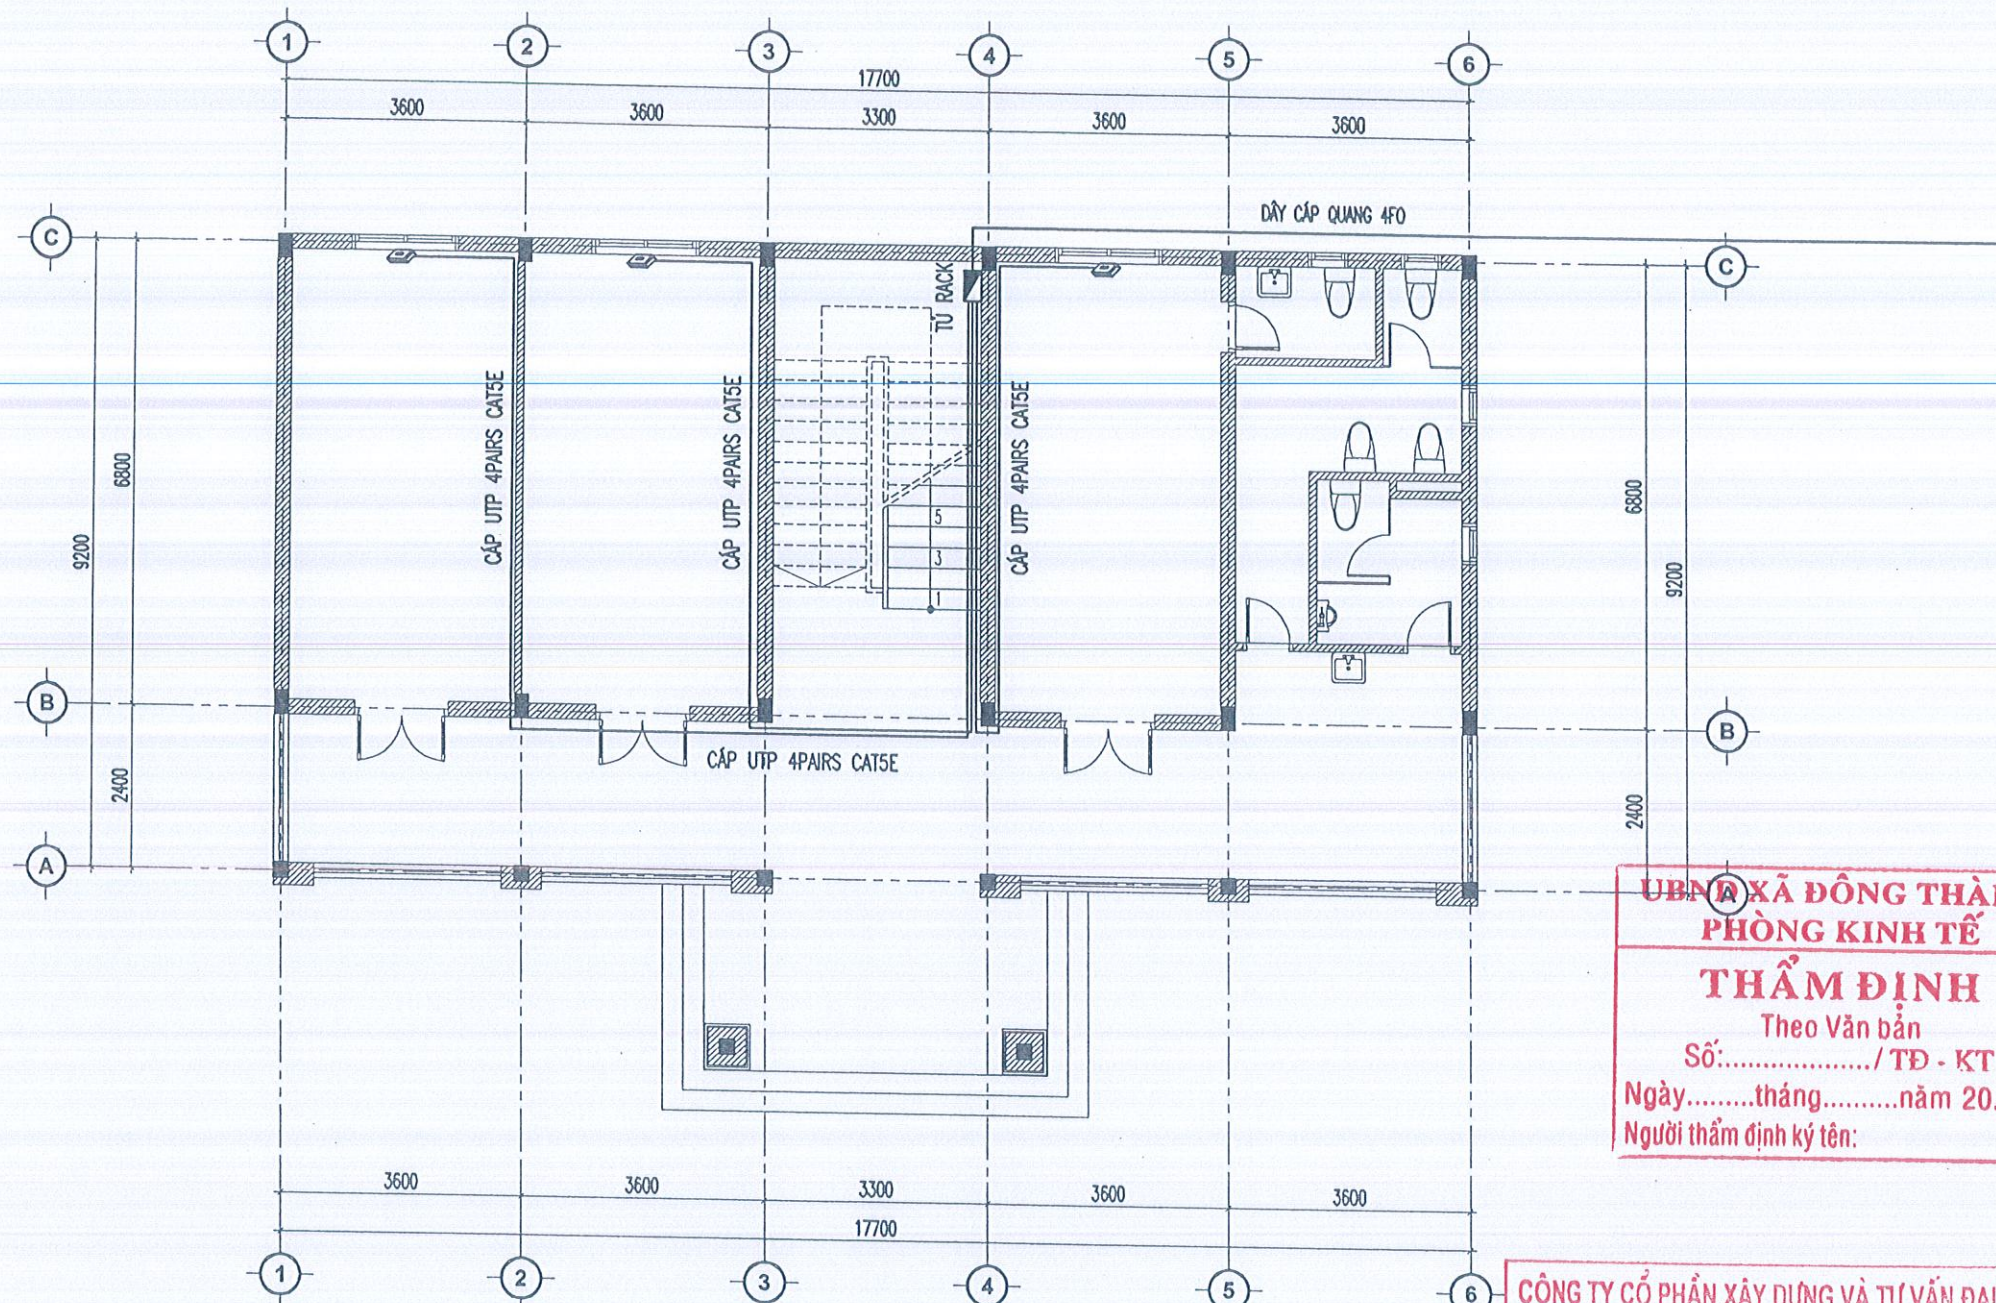 1 2 3 4 5 6
17700
3600 3600 3300 3600 3600
DÂY CÁP QUANG 4FO
C C
TỦ RACK
CÁP UTP 4PAIRS CAT5E
CÁP UTP 4PAIRS CAT5E
CÁP UTP 4PAIRS CAT5E
6800
9200
2400
5
3
1
6800
9200
2400
B B
CÁP UTP 4PAIRS CAT5E
A A
UBND XÃ ĐÔNG THÀN
PHÒNG KINH TẾ
THẨM ĐỊNH
Theo Văn bản
Số:..................../ TĐ - KT
Ngày.........tháng..........năm 20.
Người thẩm định ký tên:
3600 3600 3300 3600 3600
17700
1 2 3 4 5 6
CÔNG TY CỔ PHẦN XÂY DỰNG VÀ TƯ VẤN ĐẠI